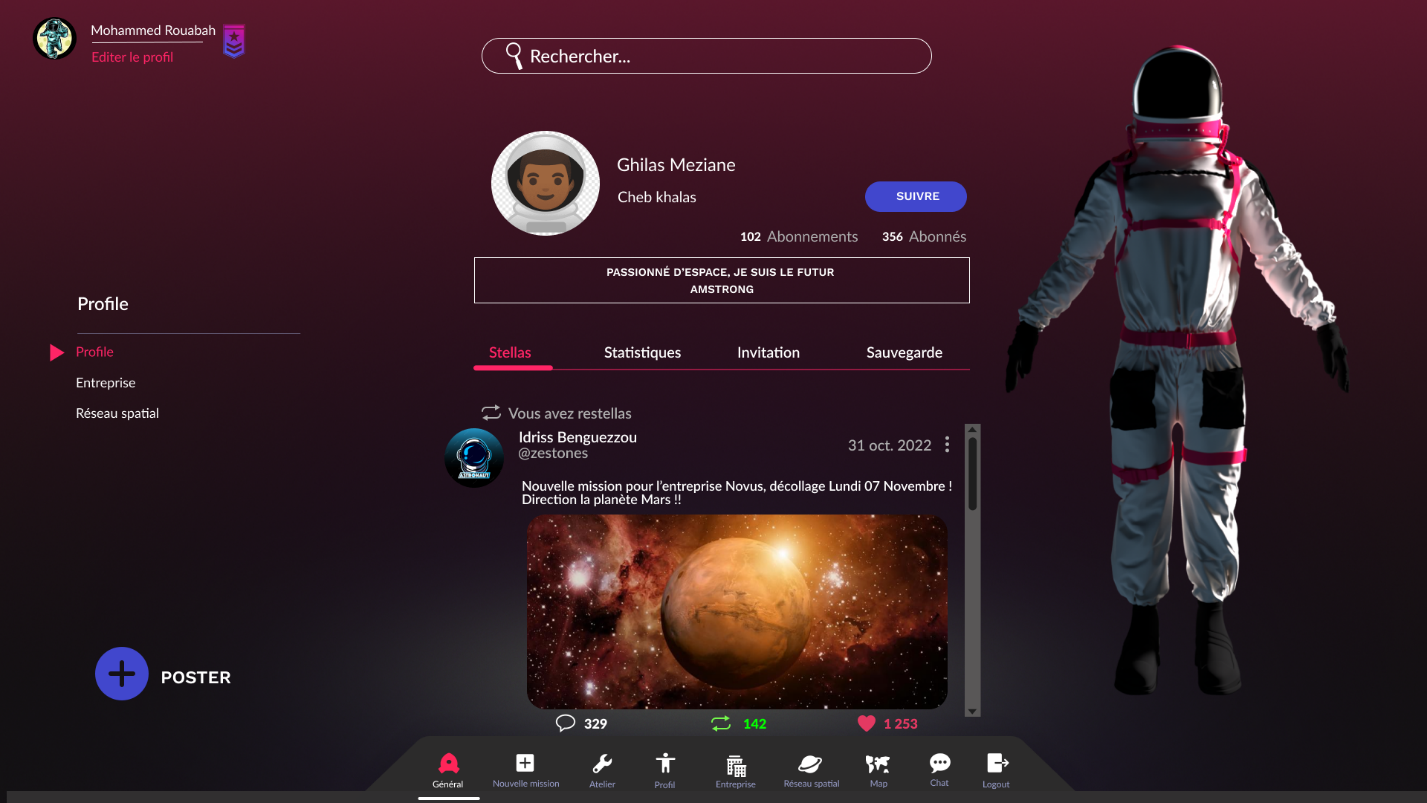 Mohammed Rouabah
Editer le profil
Rechercher...
Ghilas Meziane
Cheb khalas
SUIVRE
102 Abonnements 356 Abonnés
PASSIONNÉ D'ESPACE, JE SUIS LE FUTUR
AMSTRONG
Profile
Profile
Entreprise
Réseau spatial
Stellas Statistiques Invitation Sauvegarde
Vous avez restellas
Idriss Benguezzou
@zestones
31 oct. 2022
ASTRONAUT
Nouvelle mission pour l'entreprise Novus, décollage Lundi 07 Novembre !
Direction la planète Mars !!
329 142 1 253
POSTER
Général Nouvelle mission Atelier Profil Entreprise Réseau spatial Map Chat Logout